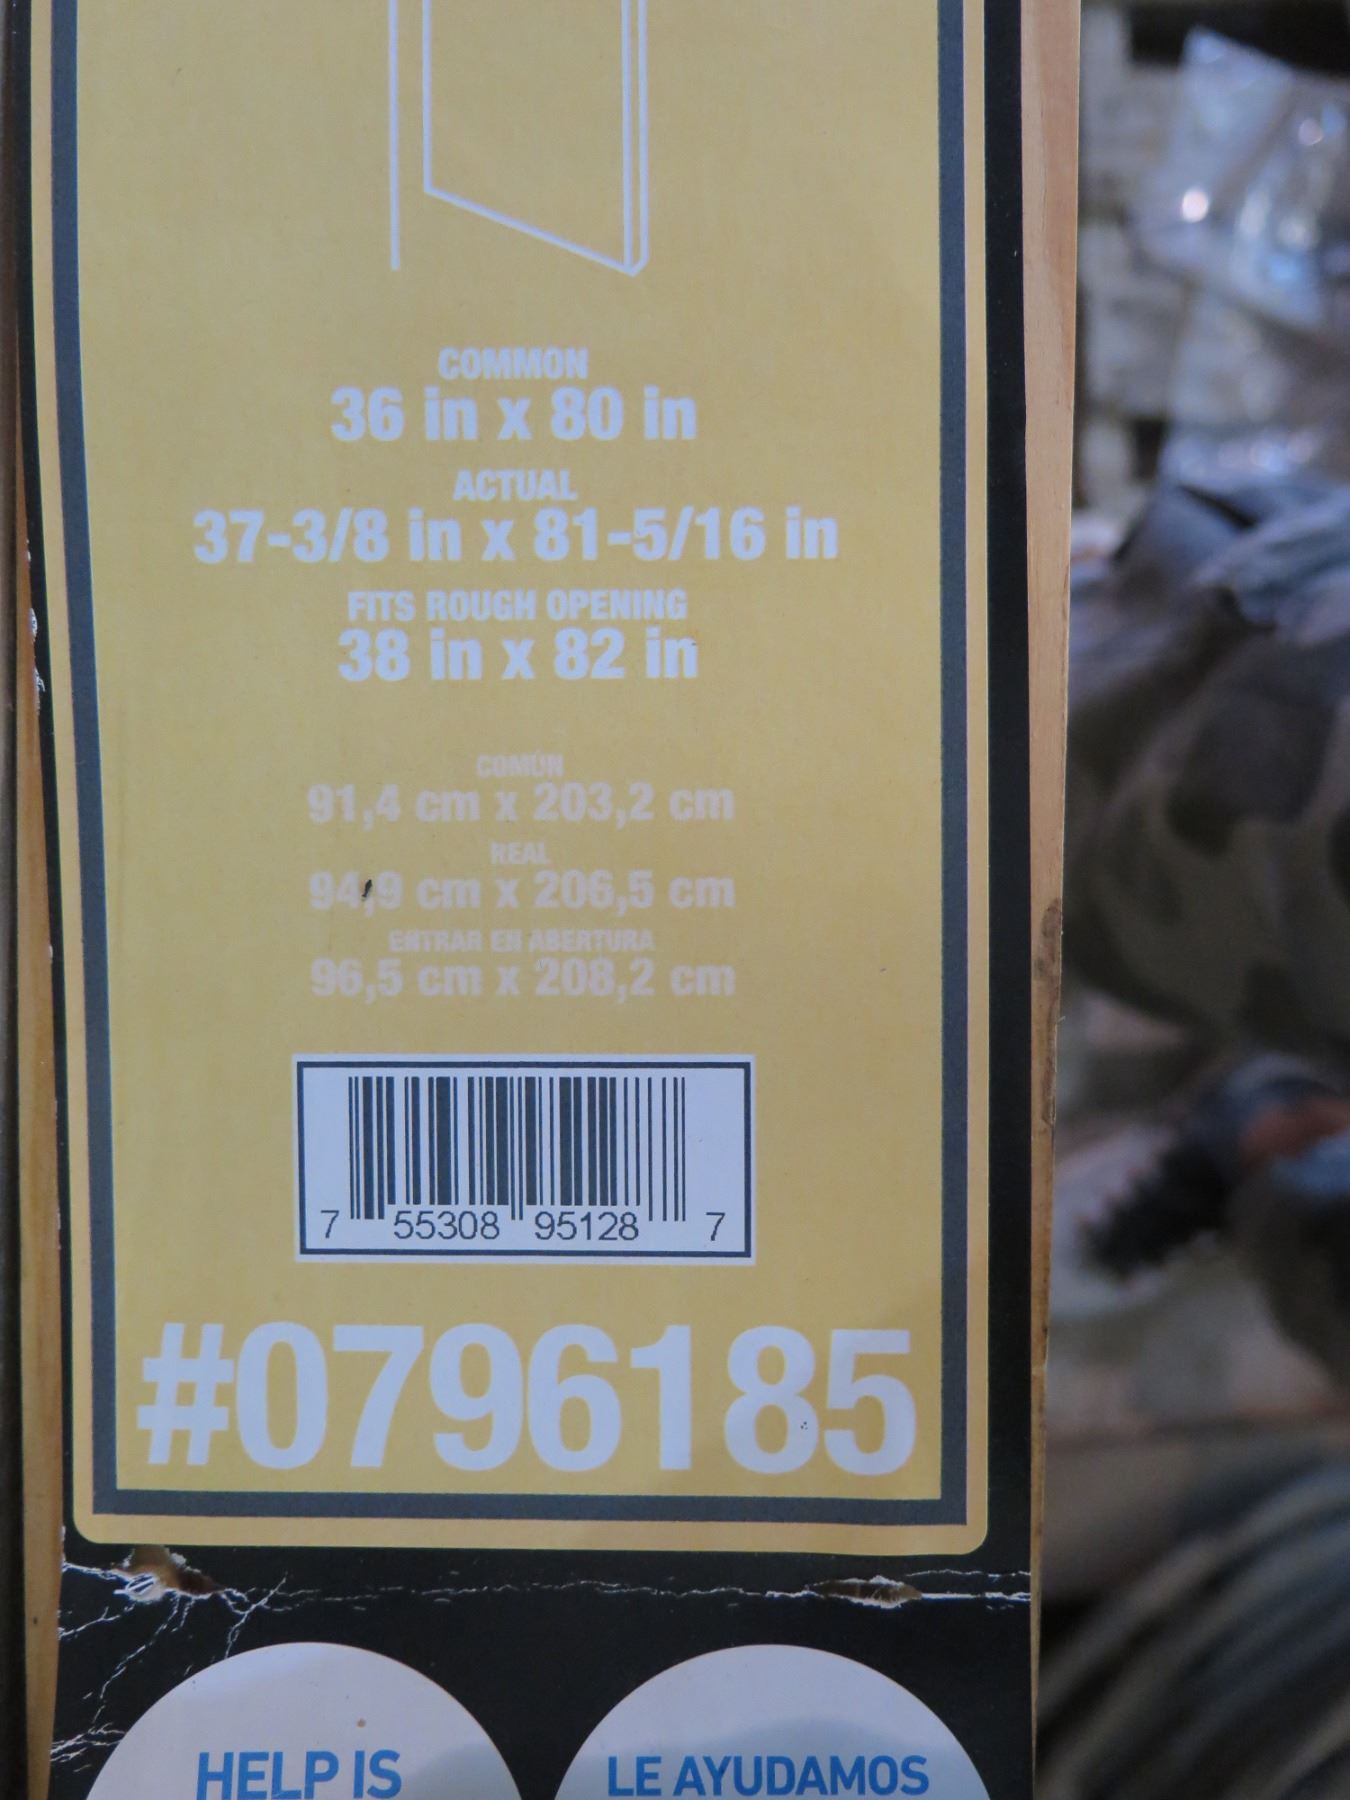 COMMON
36 in x 80 in
ACTUAL
37-3/8 in x 81-5/16 in
FITS ROUGH OPENING
38 in x 82 in
COMÚN
91,4 cm x 203,2 cm
REAL
94,9 cm x 206,5 cm
ENTRAR EN ABERTURA
96,5 cm x 208,2 cm
7 55308 95128 7
#0796185
HELP IS
LE AYUDAMOS